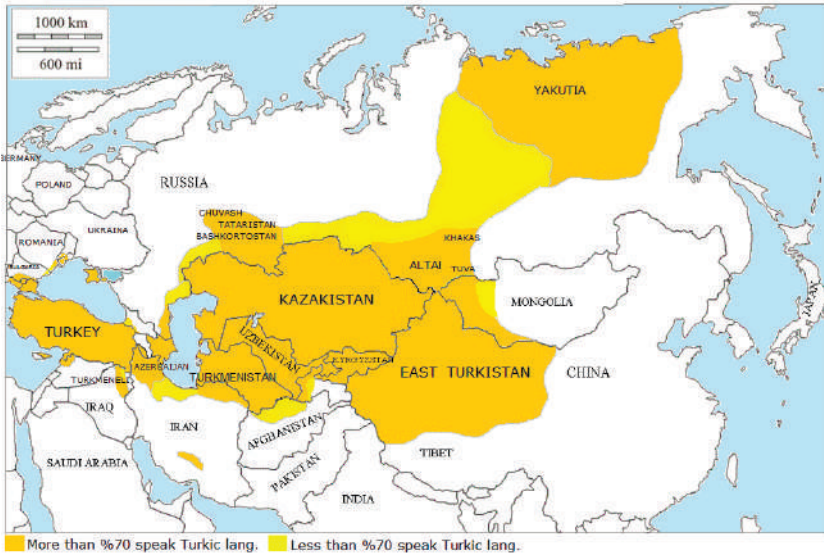 1000 km
600 mi
YAKUTIA
GERMANY
POLAND
RUSSIA
CHUVASH
TATARISTAN
UKRAINA
BASHKORTOSTAN
KHAKAS
ROMANIA
ALTAI
TUVA
KAZAKISTAN
MONGOLIA
JAPAN
TURKEY
IZBEKISTAN
AZERBAIJAN
TURKMENISTAN
EAST TURKISTAN
CHINA
TURKMENELI
IRAQ
IRAN
AFGHANISTAN
TIBET
SAUDI ARABIA
PAKISTAN
INDIA
More than %70 speak Turkic lang.
Less than %70 speak Turkic lang.